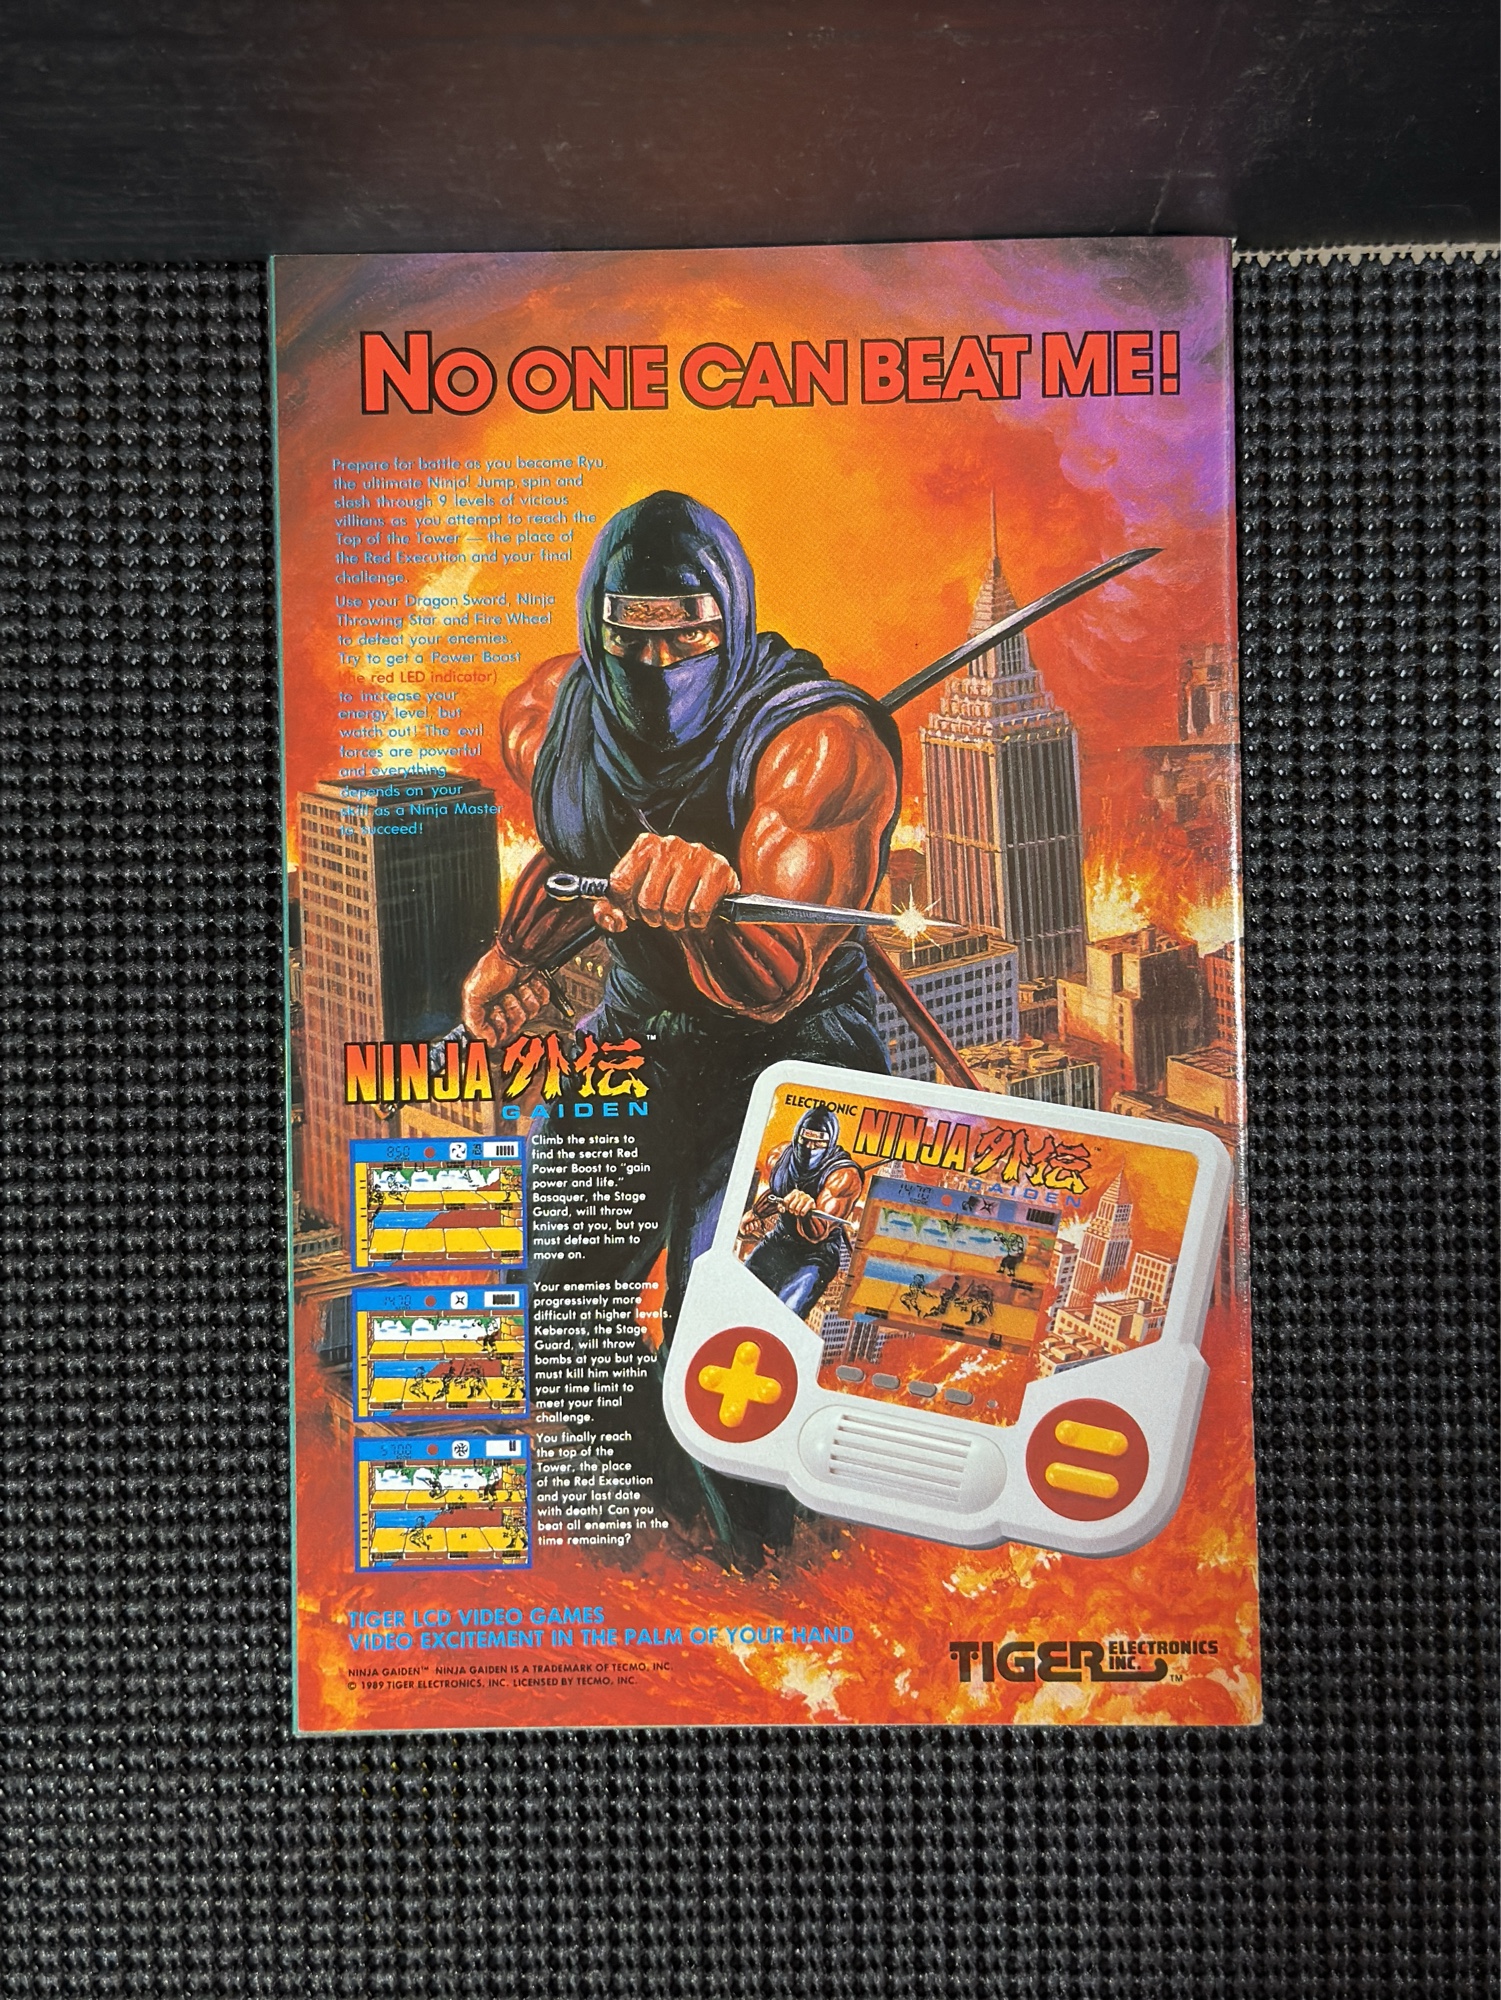 NO ONE CAN BEAT ME!
Prepare for battle as you become Ryu,
the ultimate Ninja! Jump, spin and
slash through 9 levels of vicious
villians as you attempt to reach the
Top of the Tower — the place of
the Red Execution and your final
challenge.
Use your Dragon Sword, Ninja
Throwing Star and Fire Wheel
to defeat your enemies.
Try to get a Power Boost
(the red LED indicator)
to increase your
energy level, but
watch out! The evil
forces are powerful
and everything
depends on your
skill as a Ninja Master
to succeed!
NINJA 外伝™
GAIDEN
850
Climb the stairs to
find the secret Red
Power Boost to "gain
power and life."
Basaquer, the Stage
Guard, will throw
knives at you, but you
must defeat him to
move on.
1470
Your enemies become
progressively more
difficult at higher levels.
Kebeross, the Stage
Guard, will throw
bombs at you but you
must kill him within
your time limit to
meet your final
challenge.
5700
You finally reach
the top of the
Tower, the place
of the Red Execution
and your last date
with death! Can you
beat all enemies in the
time remaining?
ELECTRONIC
NINJA 外伝™
GAIDEN
1470
TIGER LCD VIDEO GAMES
VIDEO EXCITEMENT IN THE PALM OF YOUR HAND
NINJA GAIDEN™ NINJA GAIDEN IS A TRADEMARK OF TECMO, INC.
© 1989 TIGER ELECTRONICS, INC. LICENSED BY TECMO, INC.
TIGER ELECTRONICS
INC.™